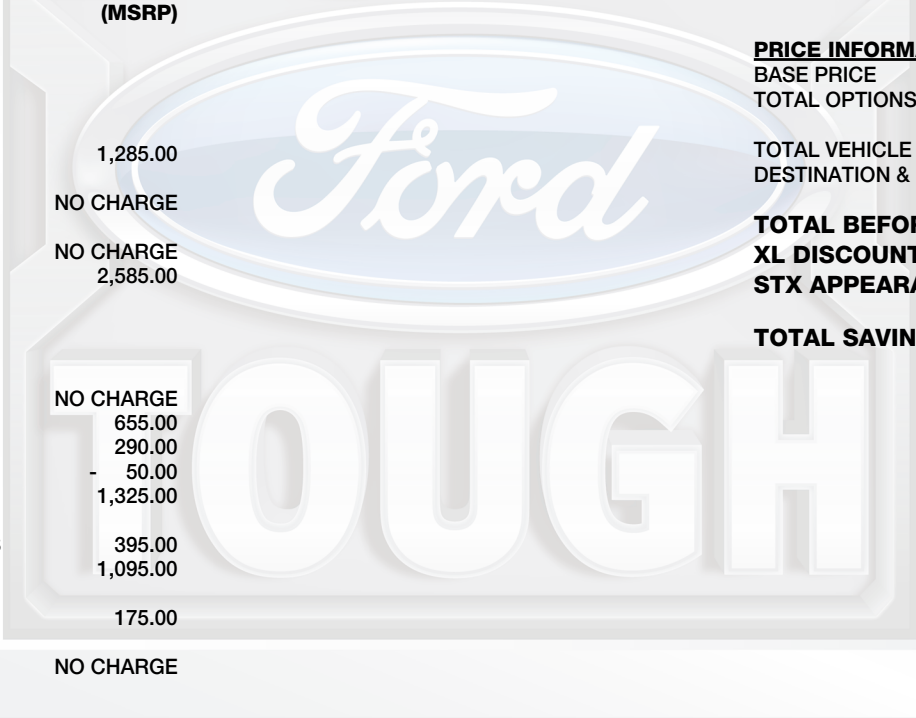 (MSRP)
1,285.00
NO CHARGE
NO CHARGE
2,585.00
NO CHARGE
655.00
290.00
- 50.00
1,325.00
395.00
1,095.00
175.00
NO CHARGE
PRICE INFORMA
BASE PRICE
TOTAL OPTIONS
TOTAL VEHICLE
DESTINATION &
TOTAL BEFOR
XL DISCOUNT
STX APPEARA
TOTAL SAVIN
Ford
TOUGH